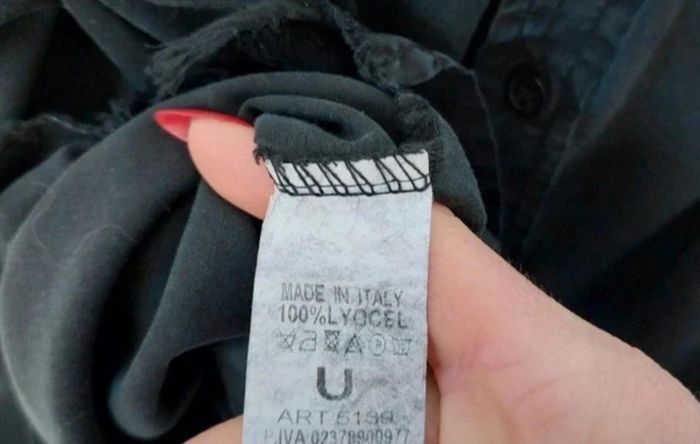 MADE IN ITALY
100%LYOCEL
U
ART 5199
P.IVA 02378900977